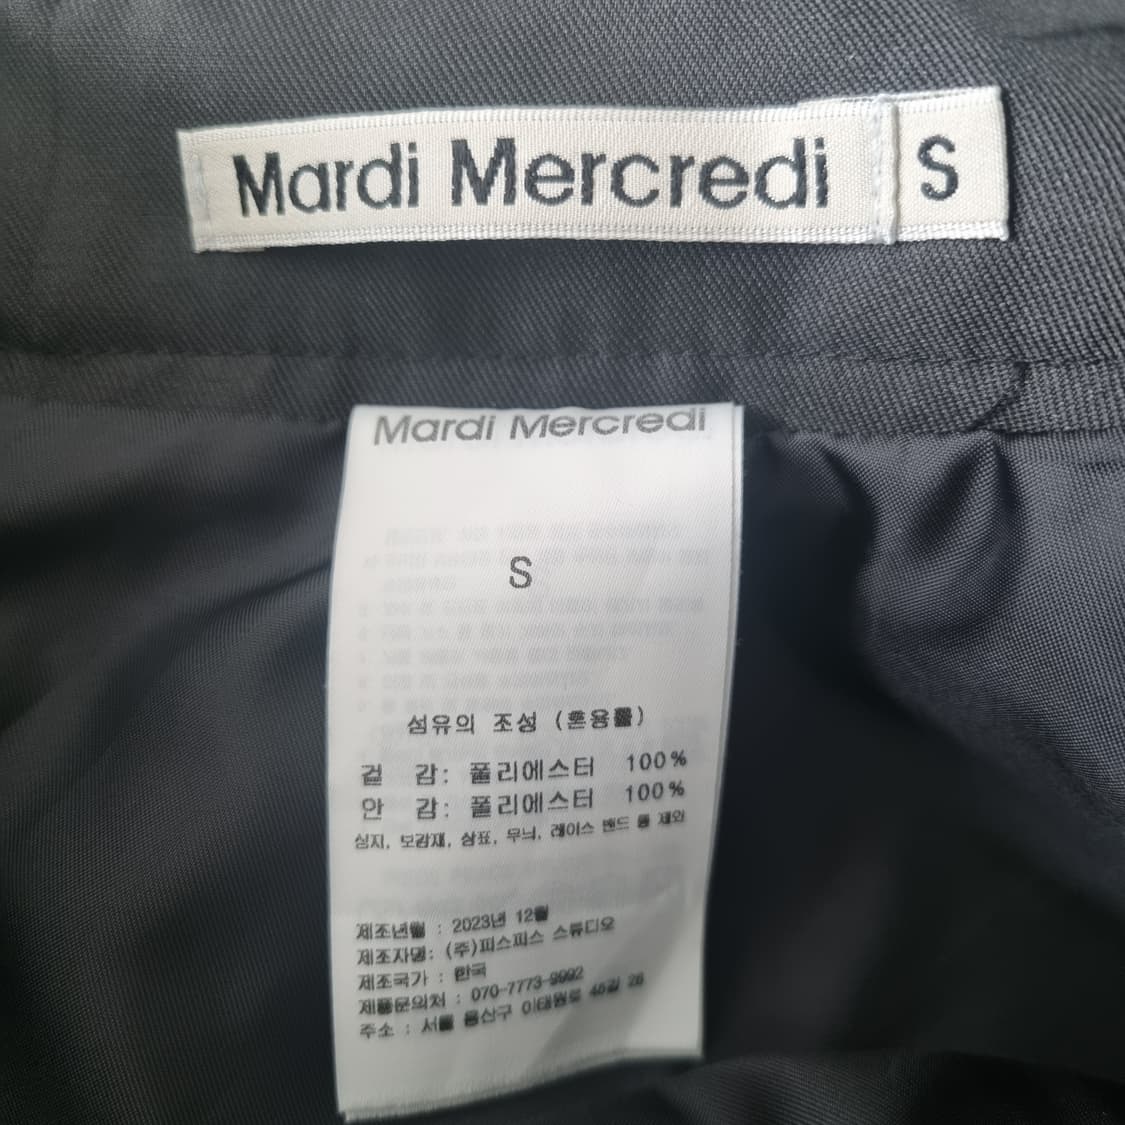 Mardi Mercredi S
Mardi Mercredi
S
섬유의 조성 (혼용률)
겉 감: 폴리에스터 100%
안 감: 폴리에스터 100%
심지, 보강재, 상표, 무늬, 레이스 밴드 등 제외
제조년월 : 2023년 12월
제조자명: (주)피스피스 스튜디오
제조국가 : 한국
제품문의처 : 070-7773-9992
주소 : 서울 용산구 이태원로